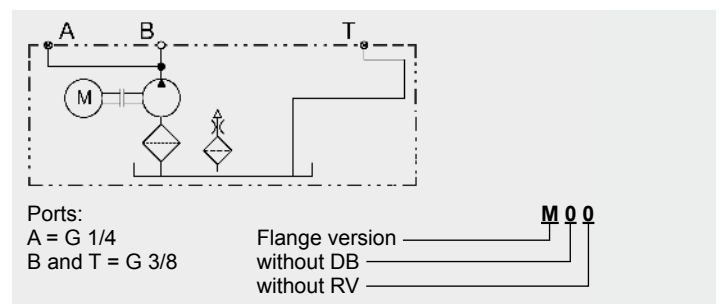 A B T
M
Ports:
A = G 1/4
B and T = G 3/8
M 0 0
Flange version
without DB
without RV